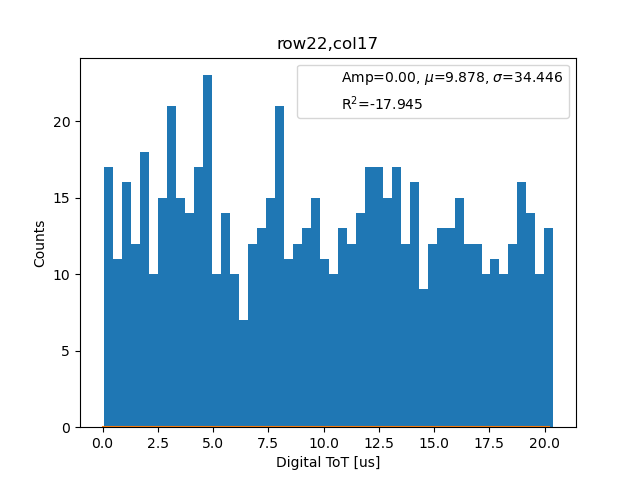 row22,col17
Amp=0.00, μ=9.878, σ=34.446
R²=-17.945
Counts
20
15
10
5
0
0.0 2.5 5.0 7.5 10.0 12.5 15.0 17.5 20.0
Digital ToT [us]